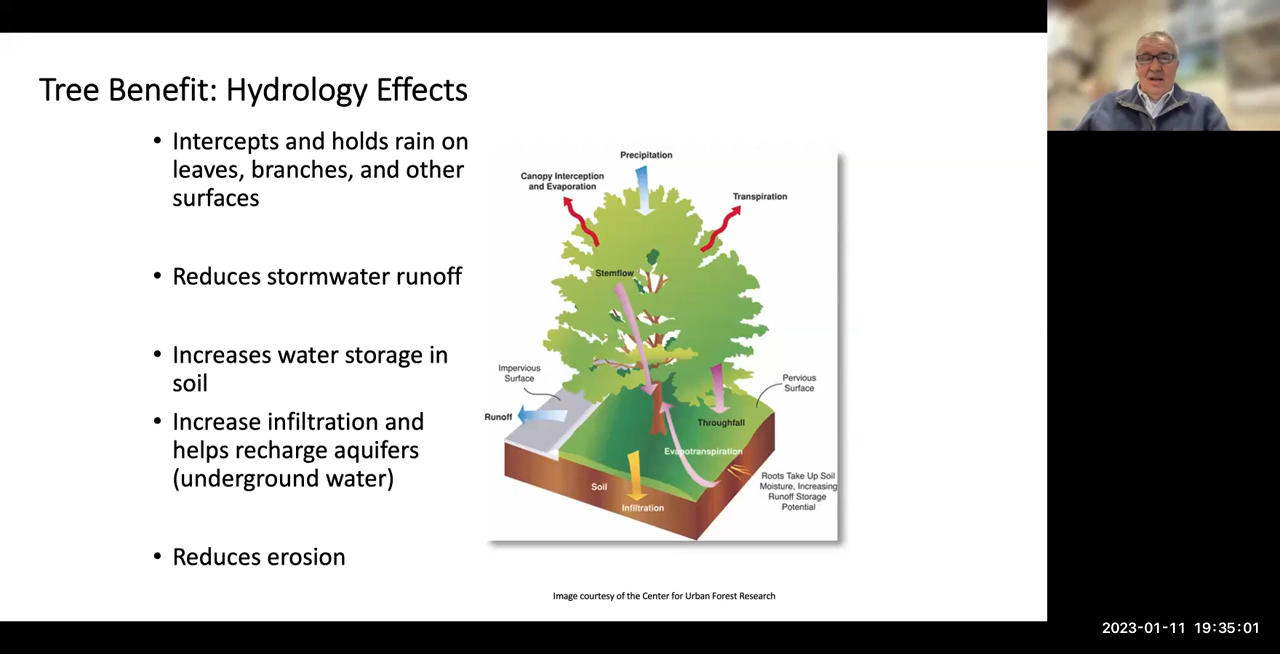 Tree Benefit: Hydrology Effects
• Intercepts and holds rain on
leaves, branches, and other
surfaces
• Reduces stormwater runoff
• Increases water storage in
soil
• Increase infiltration and
helps recharge aquifers
(underground water)
• Reduces erosion
Precipitation
Canopy Interception
and Evaporation
Transpiration
Stemflow
Impervious
Surface
Pervious
Surface
Runoff
Throughfall
Evapotranspiration
Roots Take Up Soil
Moisture, Increasing
Runoff Storage
Potential
Soil
Infiltration
Image courtesy of the Center for Urban Forest Research
2023-01-11 19:35:01